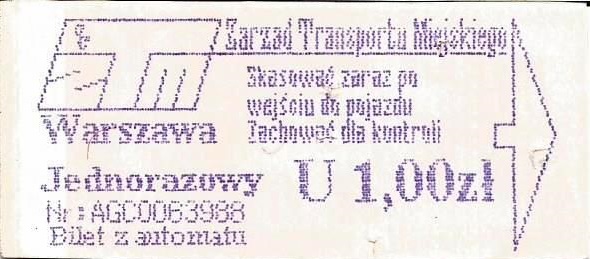 Zarząd Transportu Miejskiego
Skasować zaraz po
wejściu do pojazdu
Zachować dla kontroli
Warszawa
Jednorazowy U 1,00zł
Nr:AGC0063988
Bilet z automatu